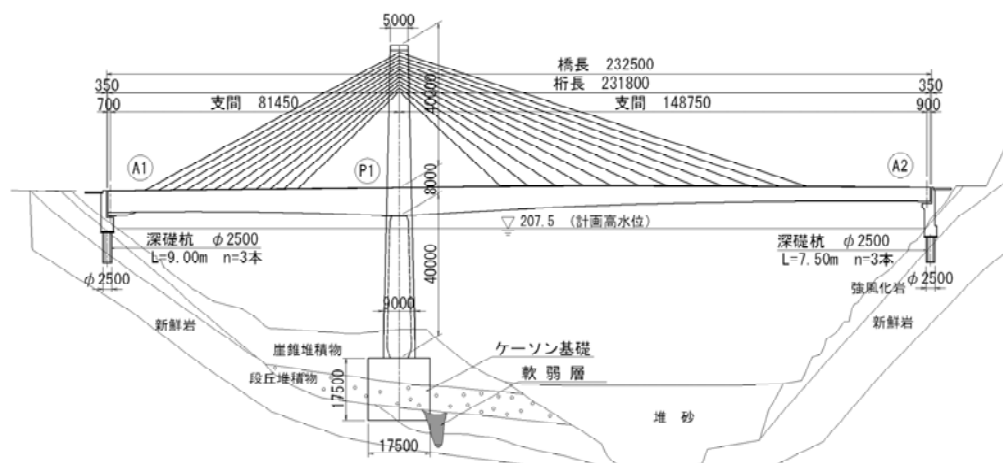 5000
橋長 232500
350 桁長 231800 350
700 支間 81450 40000 支間 148750 900
A1 P1 8000 A2
207.5 (計画高水位)
深礎杭 φ2500
L=9.00m n=3本
φ2500
深礎杭 φ2500
L=7.50m n=3本
φ2500
40000
強風化岩
9000
新鮮岩
新鮮岩
崖錐堆積物
ケーソン基礎
段丘堆積物
軟弱層
17500
堆砂
17500